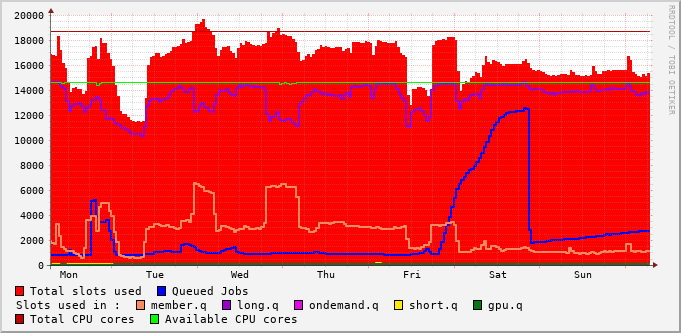 20000
18000
16000
14000
12000
10000
8000
6000
4000
2000
0
Mon Tue Wed Thu Fri Sat Sun
RRDTOOL / TOBI OETIKER
Total slots used Queued Jobs
Slots used in : member.q long.q ondemand.q short.q gpu.q
Total CPU cores Available CPU cores